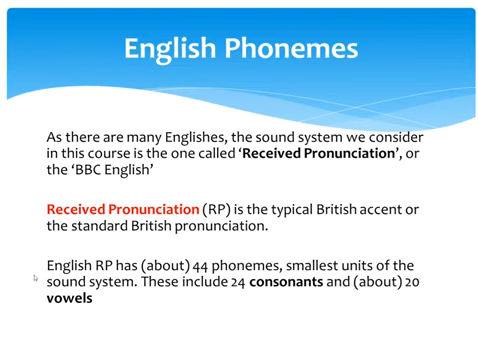 English Phonemes
As there are many Englishes, the sound system we consider
in this course is the one called ‘Received Pronunciation’, or
the ‘BBC English’
Received Pronunciation (RP) is the typical British accent or
the standard British pronunciation.
English RP has (about) 44 phonemes, smallest units of the
sound system. These include 24 consonants and (about) 20
vowels